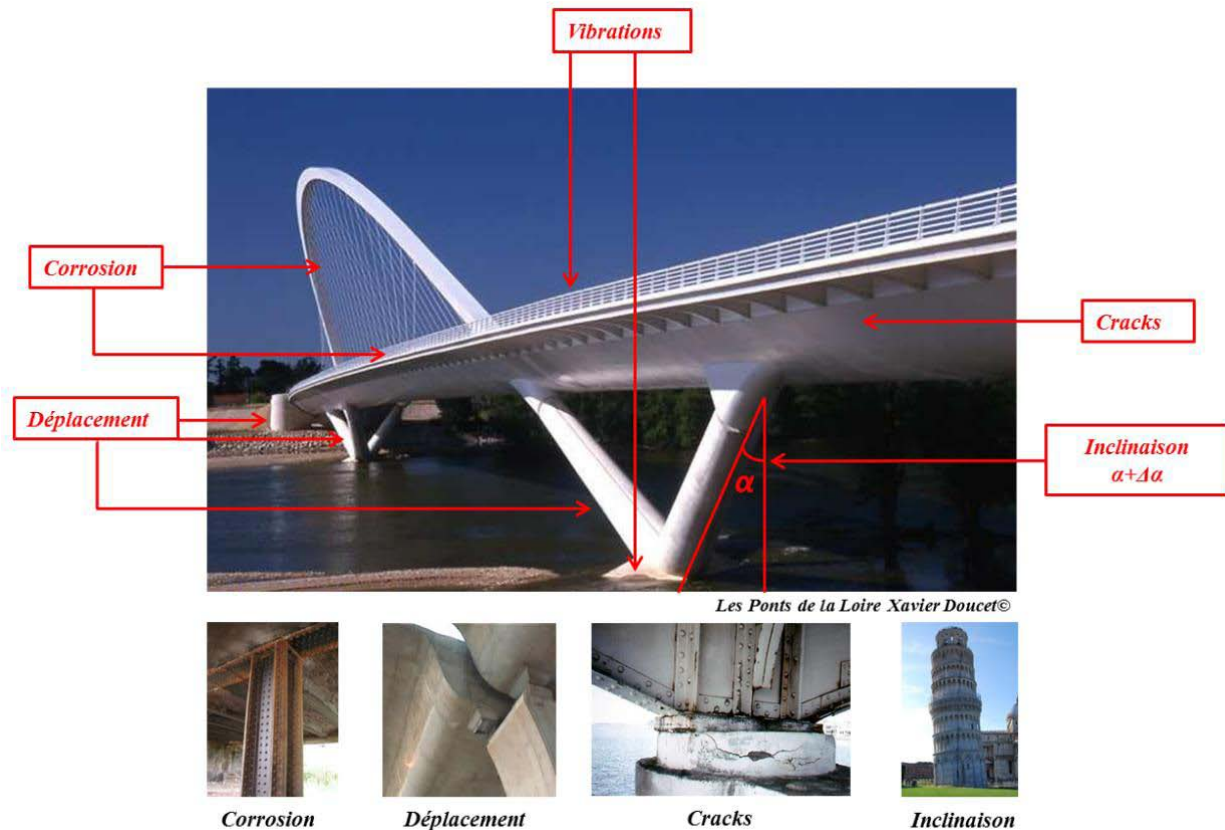 Vibrations
Corrosion
Cracks
Déplacement
Inclinaison
α+Δα
α
Les Ponts de la Loire Xavier Doucet©
Corrosion
Déplacement
Cracks
Inclinaison